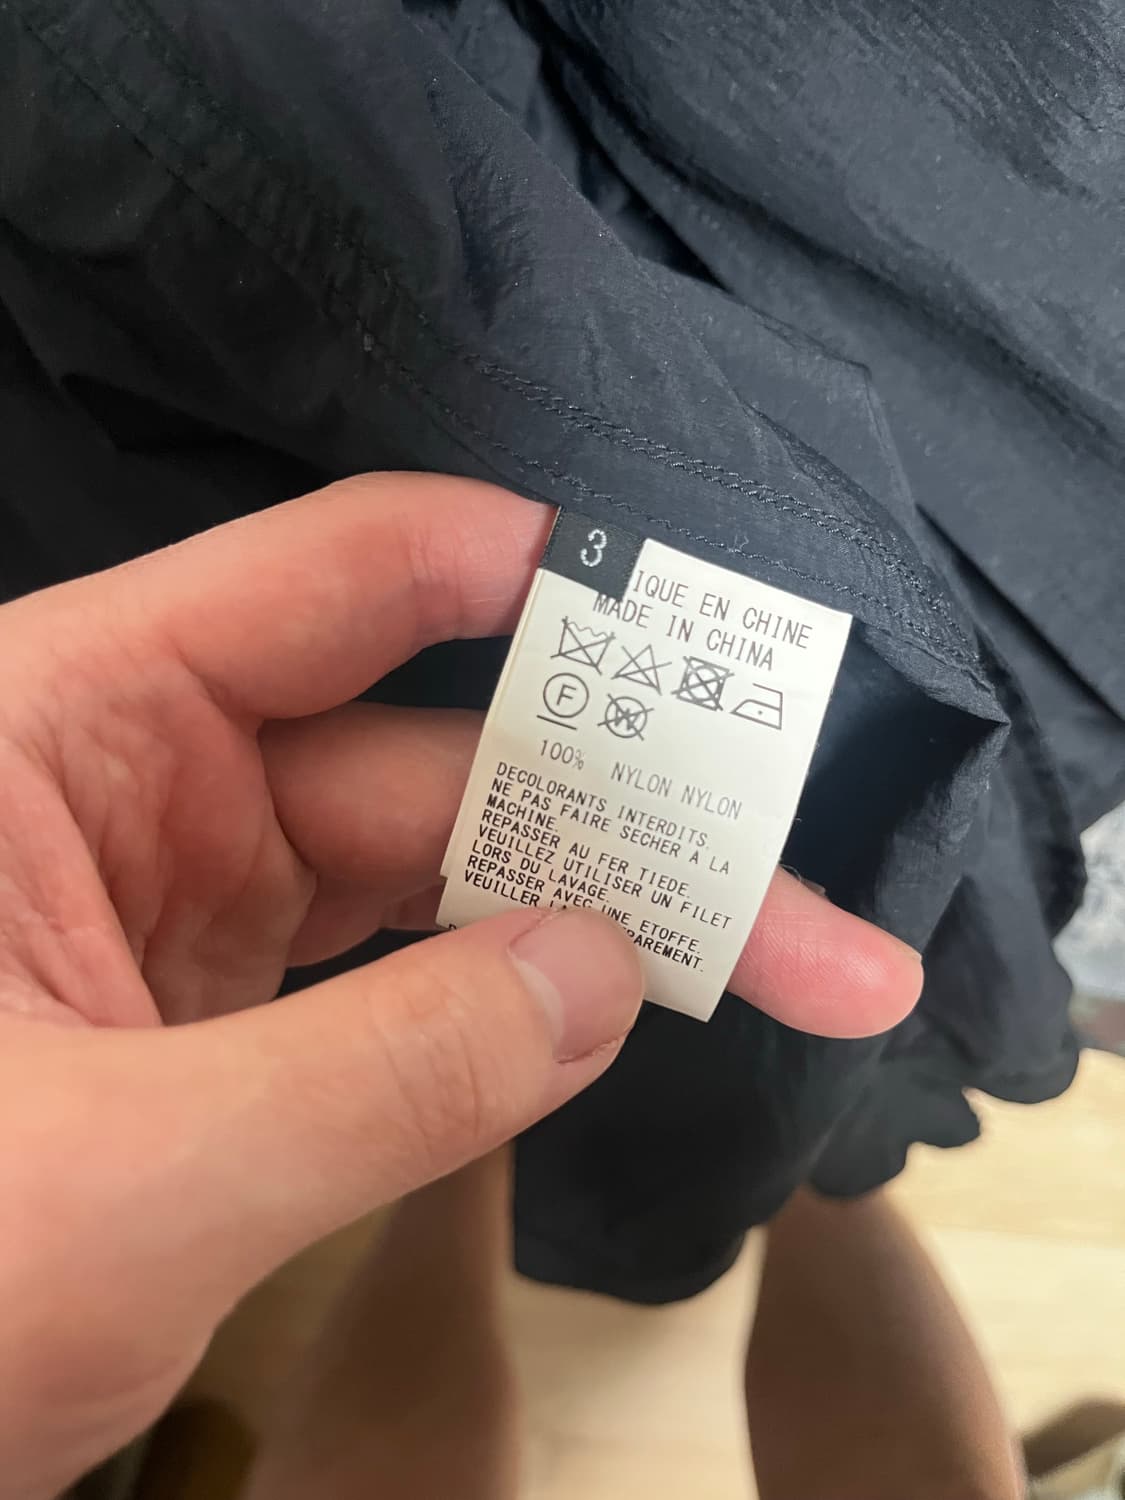 3
IQUE EN CHINE
MADE IN CHINA
F
W
100% NYLON NYLON
DECOLORANTS INTERDITS.
NE PAS FAIRE SECHER A LA
MACHINE.
REPASSER AU FER TIEDE.
VEUILLEZ UTILISER UN FILET
LORS DU LAVAGE.
REPASSER AVEC UNE ETOFFE.
VEUILLER